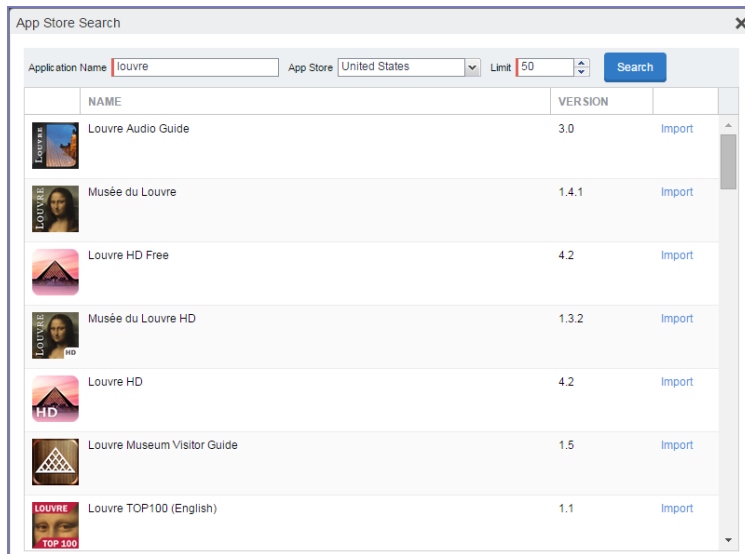 App Store Search
Application Name louvre App Store United States Limit 50 Search
NAME VERSION
LOUVRE
Louvre Audio Guide 3.0 Import
LOUVRE
Musée du Louvre 1.4.1 Import
Louvre HD Free 4.2 Import
LOUVRE
HD
Musée du Louvre HD 1.3.2 Import
HD
Louvre HD 4.2 Import
Louvre Museum Visitor Guide 1.5 Import
LOUVRE
TOP 100
Louvre TOP100 (English) 1.1 Import